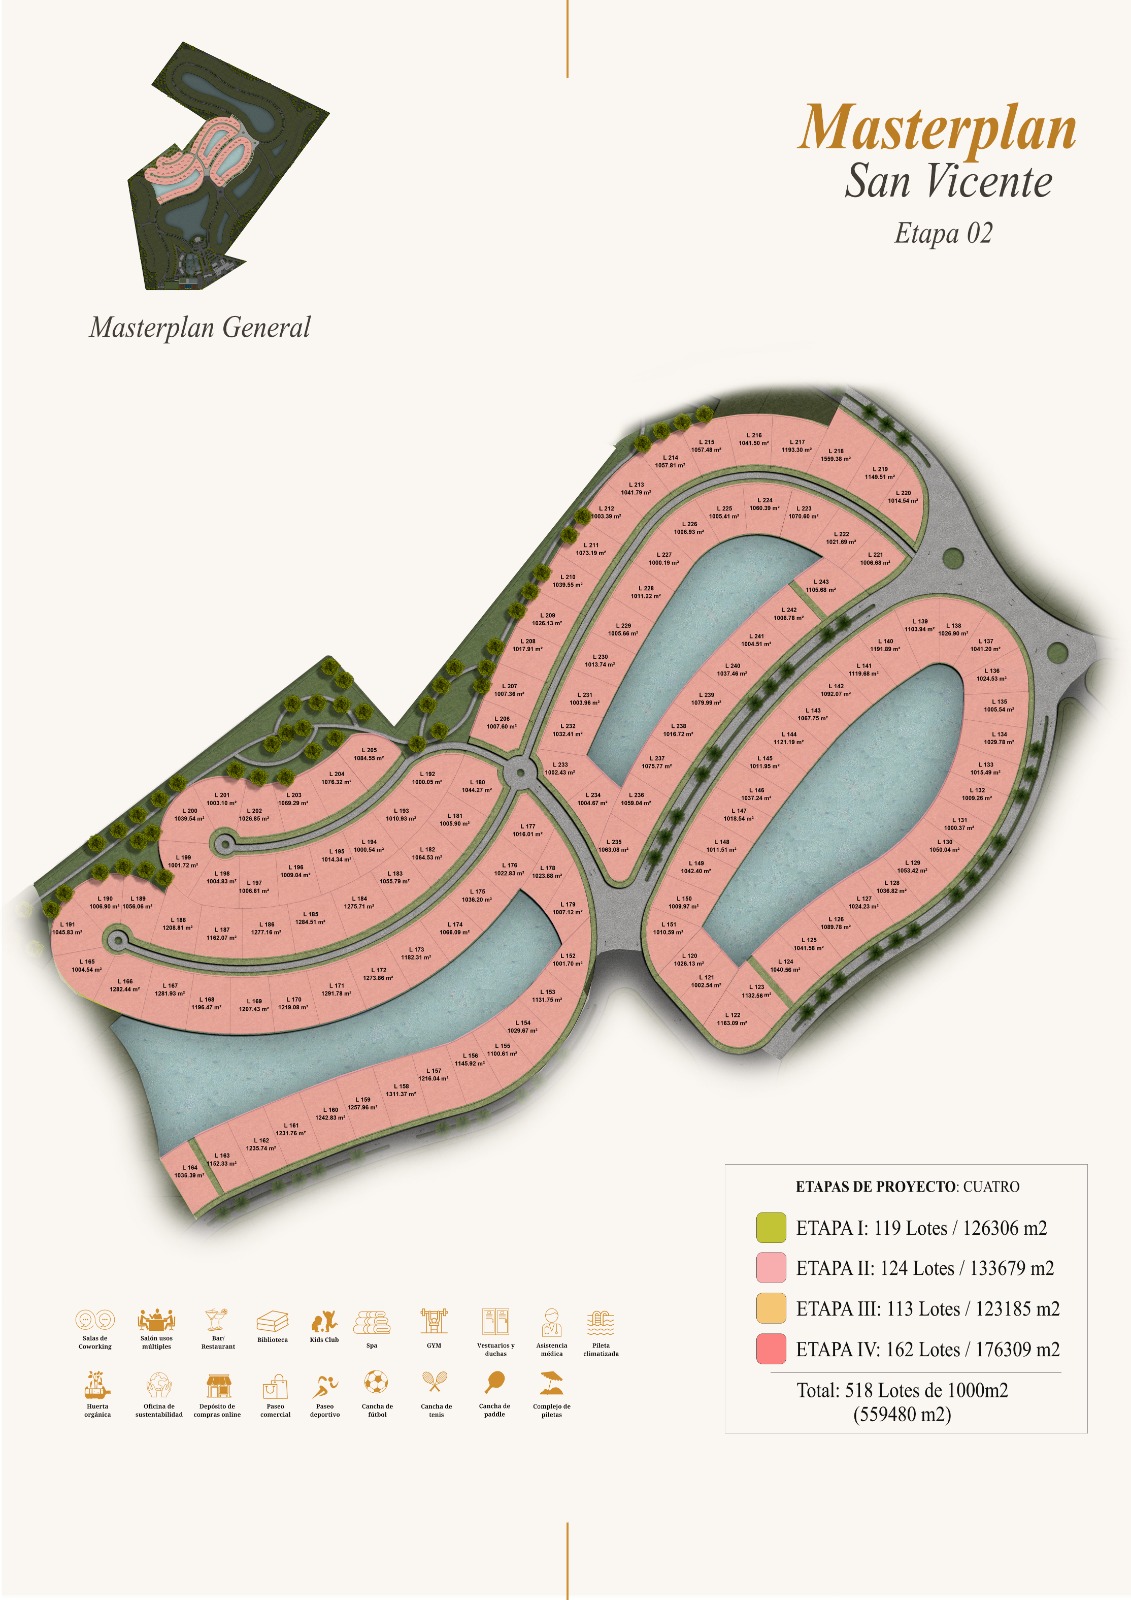 Masterplan
San Vicente
Etapa 02
Masterplan General
L 215
1057.48 m²
L 216
1041.50 m²
L 217
1193.30 m²
L 218
1559.38 m²
L 219
1149.51 m²
L 220
1014.54 m²
L 214
1057.81 m²
L 213
1041.79 m²
L 212
1003.39 m²
L 211
1073.19 m²
L 210
1039.55 m²
L 209
1026.13 m²
L 208
1017.91 m²
L 207
1007.36 m²
L 206
1007.60 m²
L 224
1060.39 m²
L 223
1070.60 m²
L 225
1005.41 m²
L 226
1006.93 m²
L 222
1021.69 m²
L 221
1006.68 m²
L 227
1000.19 m²
L 228
1011.22 m²
L 229
1005.66 m²
L 230
1013.74 m²
L 231
1003.96 m²
L 232
1032.41 m²
L 233
1002.43 m²
L 234
1004.67 m²
L 235
1063.08 m²
L 236
1059.04 m²
L 237
1075.77 m²
L 238
1016.72 m²
L 239
1079.99 m²
L 240
1037.46 m²
L 241
1004.51 m²
L 242
1008.78 m²
L 243
1105.68 m²
L 139
1103.94 m²
L 138
1026.90 m²
L 137
1041.20 m²
L 136
1024.53 m²
L 135
1005.54 m²
L 134
1029.78 m²
L 133
1015.49 m²
L 132
1009.26 m²
L 131
1000.37 m²
L 130
1050.04 m²
L 129
1053.42 m²
L 128
1036.82 m²
L 127
1024.23 m²
L 126
1089.78 m²
L 125
1041.58 m²
L 124
1040.56 m²
L 123
1132.56 m²
L 122
1163.09 m²
L 121
1002.54 m²
L 120
1026.13 m²
L 140
1191.89 m²
L 141
1119.68 m²
L 142
1092.07 m²
L 143
1067.75 m²
L 144
1121.19 m²
L 145
1011.95 m²
L 146
1037.24 m²
L 147
1018.54 m²
L 148
1011.51 m²
L 149
1042.40 m²
L 150
1009.97 m²
L 151
1010.59 m²
L 205
1084.55 m²
L 204
1076.32 m²
L 203
1069.29 m²
L 202
1028.85 m²
L 201
1003.10 m²
L 200
1039.54 m²
L 199
1001.72 m²
L 198
1004.83 m²
L 197
1006.81 m²
L 196
1009.04 m²
L 195
1014.34 m²
L 194
1000.54 m²
L 193
1010.93 m²
L 192
1000.05 m²
L 180
1044.27 m²
L 181
1005.90 m²
L 182
1064.53 m²
L 183
1055.79 m²
L 184
1275.71 m²
L 185
1284.51 m²
L 186
1277.16 m²
L 187
1162.07 m²
L 188
1208.81 m²
L 189
1056.06 m²
L 190
1006.90 m²
L 191
1045.83 m²
L 165
1004.54 m²
L 166
1282.44 m²
L 167
1281.93 m²
L 168
1196.47 m²
L 169
1207.43 m²
L 170
1219.08 m²
L 171
1291.78 m²
L 172
1273.86 m²
L 173
1182.31 m²
L 174
1066.09 m²
L 175
1036.20 m²
L 176
1022.83 m²
L 177
1016.01 m²
L 178
1023.68 m²
L 179
1007.12 m²
L 152
1001.70 m²
L 153
1131.75 m²
L 154
1029.67 m²
L 155
1100.61 m²
L 156
1145.92 m²
L 157
1216.04 m²
L 158
1311.37 m²
L 159
1257.96 m²
L 160
1242.83 m²
L 161
1231.76 m²
L 162
1235.74 m²
L 163
1152.33 m²
L 164
1036.39 m²
ETAPAS DE PROYECTO: CUATRO
ETAPA I: 119 Lotes / 126306 m2
ETAPA II: 124 Lotes / 133679 m2
ETAPA III: 113 Lotes / 123185 m2
ETAPA IV: 162 Lotes / 176309 m2
Total: 518 Lotes de 1000m2
(559480 m2)
Salas de
Coworking
Salón usos
múltiples
Bar/
Restaurant
Biblioteca
Kids Club
Spa
GYM
Vestuarios y
duchas
Asistencia
médica
Pileta
climatizada
Huerta
orgánica
Oficina de
sustentabilidad
Depósito de
compras online
Paseo
comercial
Paseo
deportivo
Cancha de
fútbol
Cancha de
tenis
Cancha de
paddle
Complejo de
piletas